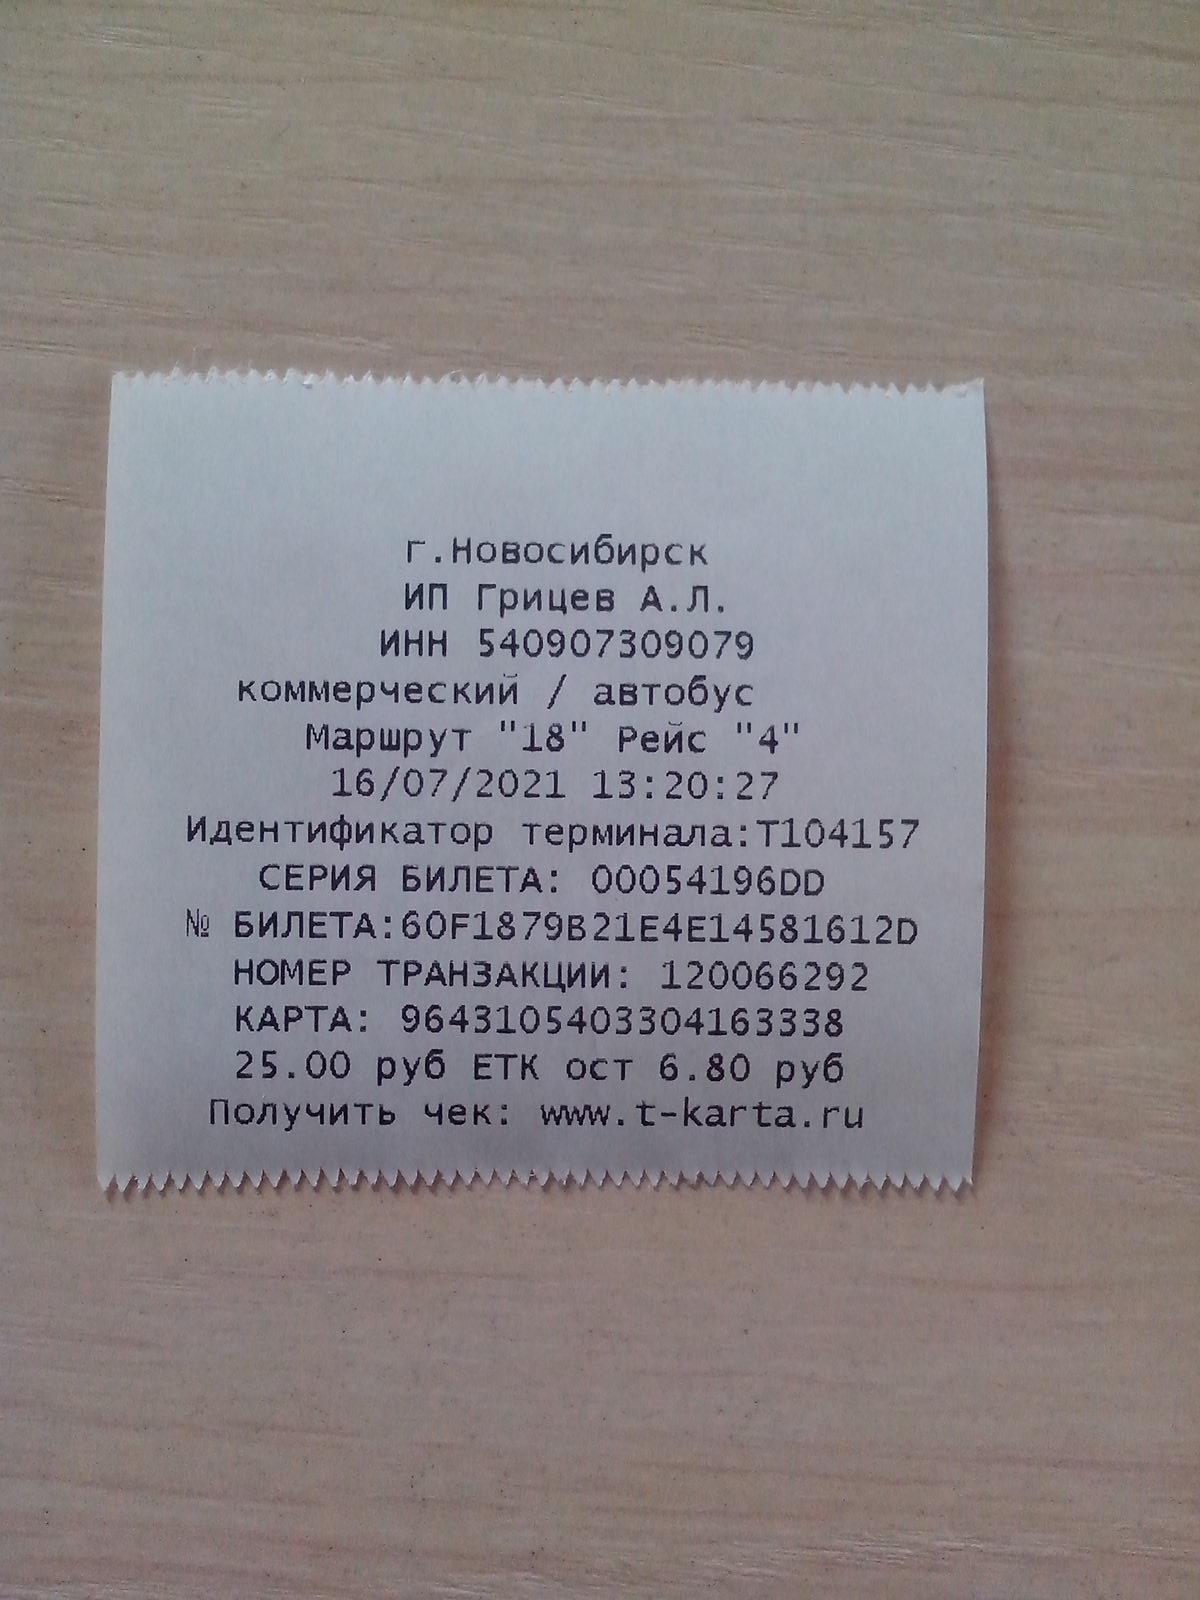 г.Новосибирск
ИП Грицев А.Л.
ИНН 540907309079
коммерческий / автобус
Маршрут "18" Рейс "4"
16/07/2021 13:20:27
Идентификатор терминала:T104157
СЕРИЯ БИЛЕТА: 00054196DD
№ БИЛЕТА:60F1879B21E4E14581612D
НОМЕР ТРАНЗАКЦИИ: 120066292
КАРТА: 9643105403304163338
25.00 руб ЕТК ост 6.80 руб
Получить чек: www.t-karta.ru